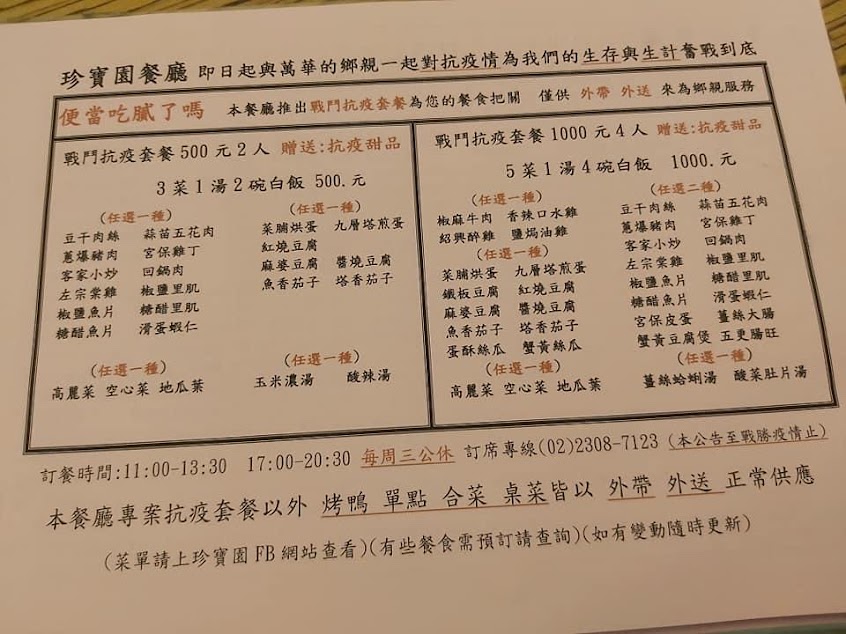 珍寶園餐廳 即日起與萬華的鄉親一起對抗疫情為我們的生存與生計奮戰到底
便當吃膩了嗎 本餐廳推出戰鬥抗疫套餐為您的餐食把關 僅供 外帶 外送 來為鄉親服務
戰鬥抗疫套餐500元2人 贈送:抗疫甜品
3菜1湯2碗白飯 500.元
(任選一種)
豆干肉絲 蒜苗五花肉
蔥爆豬肉 宮保雞丁
客家小炒 回鍋肉
左宗棠雞 椒鹽里肌
椒鹽魚片 糖醋里肌
糖醋魚片 滑蛋蝦仁
(任選一種)
菜脯烘蛋 九層塔煎蛋
紅燒豆腐
麻婆豆腐 醬燒豆腐
魚香茄子 塔香茄子
(任選一種)
高麗菜 空心菜 地瓜葉
(任選一種)
玉米濃湯 酸辣湯
戰鬥抗疫套餐1000元4人 贈送:抗疫甜品
5菜1湯4碗白飯 1000.元
(任選一種)
椒麻牛肉 香辣口水雞
紹興醉雞 鹽焗油雞
(任選一種)
菜脯烘蛋 九層塔煎蛋
鐵板豆腐 紅燒豆腐
麻婆豆腐 醬燒豆腐
魚香茄子 塔香茄子
蛋酥絲瓜 蟹黃絲瓜
(任選一種)
高麗菜 空心菜 地瓜葉
(任選二種)
豆干肉絲 蒜苗五花肉
蔥爆豬肉 宮保雞丁
客家小炒 回鍋肉
左宗棠雞 椒鹽里肌
椒鹽魚片 糖醋里肌
糖醋魚片 滑蛋蝦仁
宮保皮蛋 薑絲大腸
蟹黃豆腐煲 五更腸旺
(任選一種)
薑絲蛤蜊湯 酸菜肚片湯
訂餐時間:11:00-13:30 17:00-20:30 每周三公休 訂席專線(02)2308-7123 (本公告至戰勝疫情止)
本餐廳專案抗疫套餐以外 烤鴨 單點 合菜 桌菜皆以 外帶 外送 正常供應
(菜單請上珍寶園FB網站查看)(有些餐食需預訂請查詢)(如有變動隨時更新)